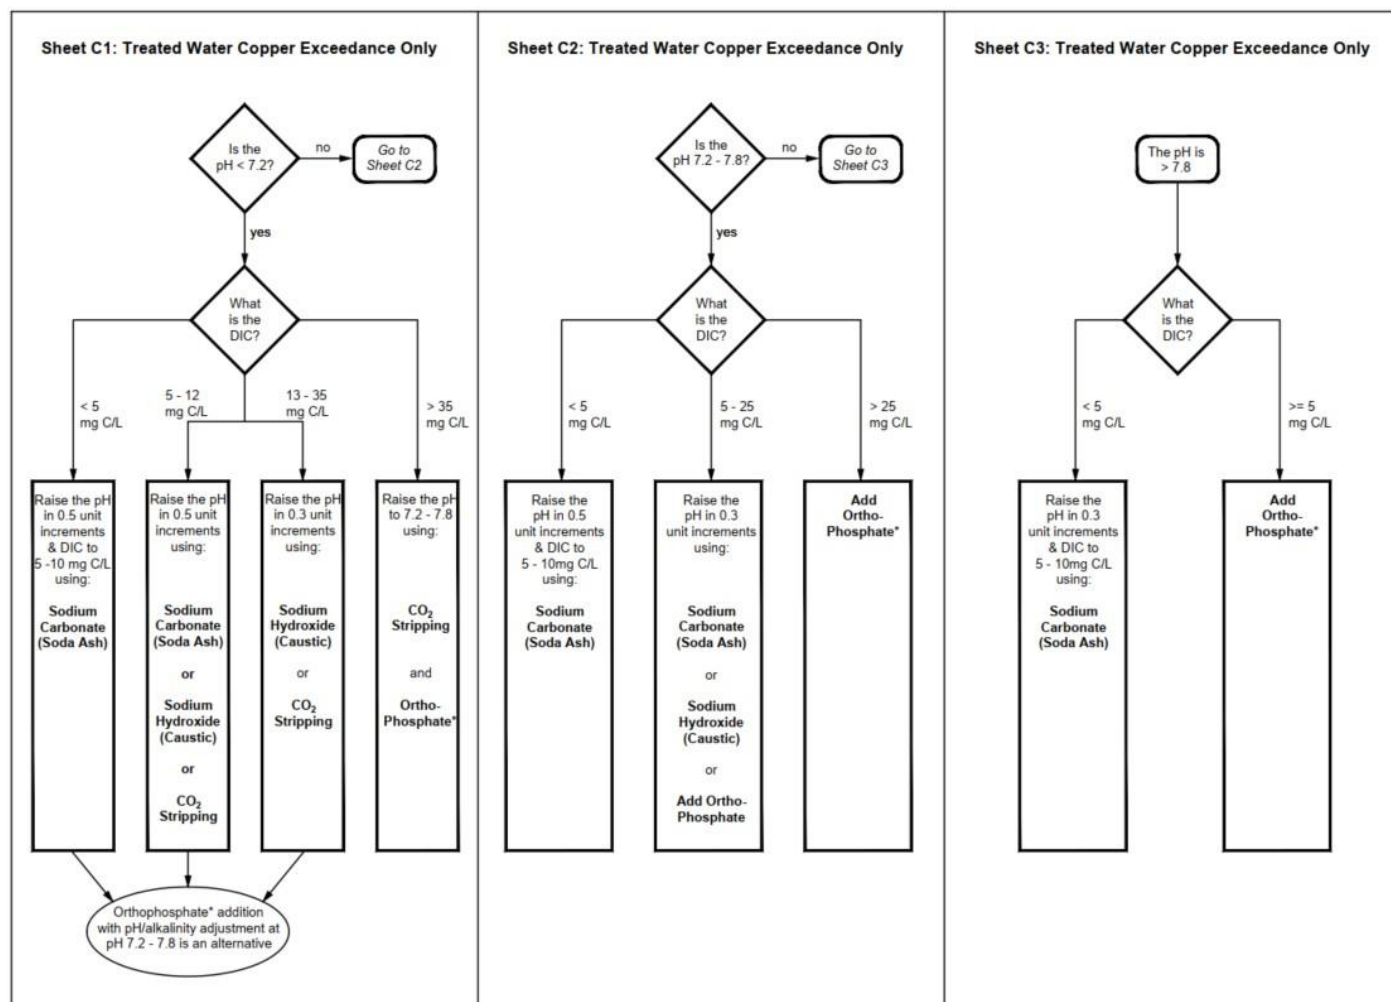 Sheet C1: Treated Water Copper Exceedance Only
Is the
pH < 7.2?
no
Go to
Sheet C2
yes
What
is the
DIC?
< 5
mg C/L
5 - 12
mg C/L
13 - 35
mg C/L
> 35
mg C/L
Raise the pH
in 0.5 unit
increments
& DIC to
5 -10 mg C/L
using:
Sodium
Carbonate
(Soda Ash)
Raise the pH
in 0.5 unit
increments
using:
Sodium
Carbonate
(Soda Ash)
or
Sodium
Hydroxide
(Caustic)
or
CO2
Stripping
Raise the pH
in 0.3 unit
increments
using:
Sodium
Hydroxide
(Caustic)
or
CO2
Stripping
Raise the pH
to 7.2 - 7.8
using:
CO2
Stripping
and
Ortho-
Phosphate*
Orthophosphate* addition
with pH/alkalinity adjustment at
pH 7.2 - 7.8 is an alternative
Sheet C2: Treated Water Copper Exceedance Only
Is the
pH 7.2 - 7.8?
no
Go to
Sheet C3
yes
What
is the
DIC?
< 5
mg C/L
5 - 25
mg C/L
> 25
mg C/L
Raise the
pH in 0.5
unit increments
& DIC to
5 - 10mg C/L
using:
Sodium
Carbonate
(Soda Ash)
Raise the
pH in 0.3
unit increments
using:
Sodium
Carbonate
(Soda Ash)
or
Sodium
Hydroxide
(Caustic)
or
Add Ortho-
Phosphate
Add
Ortho-
Phosphate*
Sheet C3: Treated Water Copper Exceedance Only
The pH is
> 7.8
What
is the
DIC?
< 5
mg C/L
>= 5
mg C/L
Raise the
pH in 0.3
unit increments
& DIC to
5 - 10mg C/L
using:
Sodium
Carbonate
(Soda Ash)
Add
Ortho-
Phosphate*